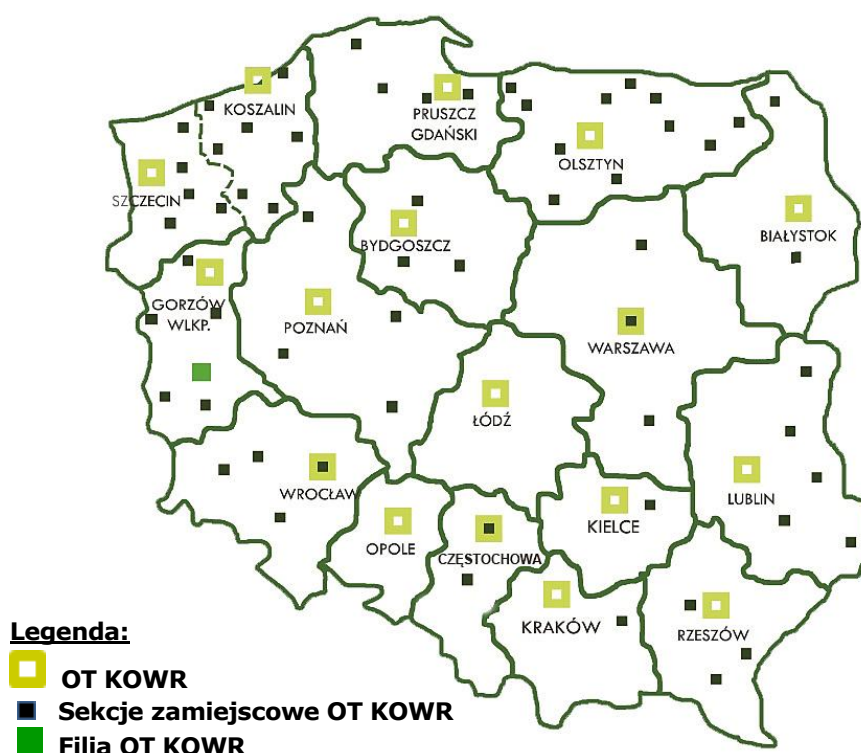 KOSZALIN
PRUSZCZ
GDAŃSKI
OLSZTYN
SZCZECIN
BYDGOSZCZ
BIAŁYSTOK
GORZÓW
WLKP.
POZNAŃ
WARSZAWA
ŁÓDŹ
WROCŁAW
LUBLIN
OPOLE
CZĘSTOCHOWA
KIELCE
KRAKÓW
RZESZÓW
Legenda:
OT KOWR
Sekcje zamiejscowe OT KOWR
Filia OT KOWR